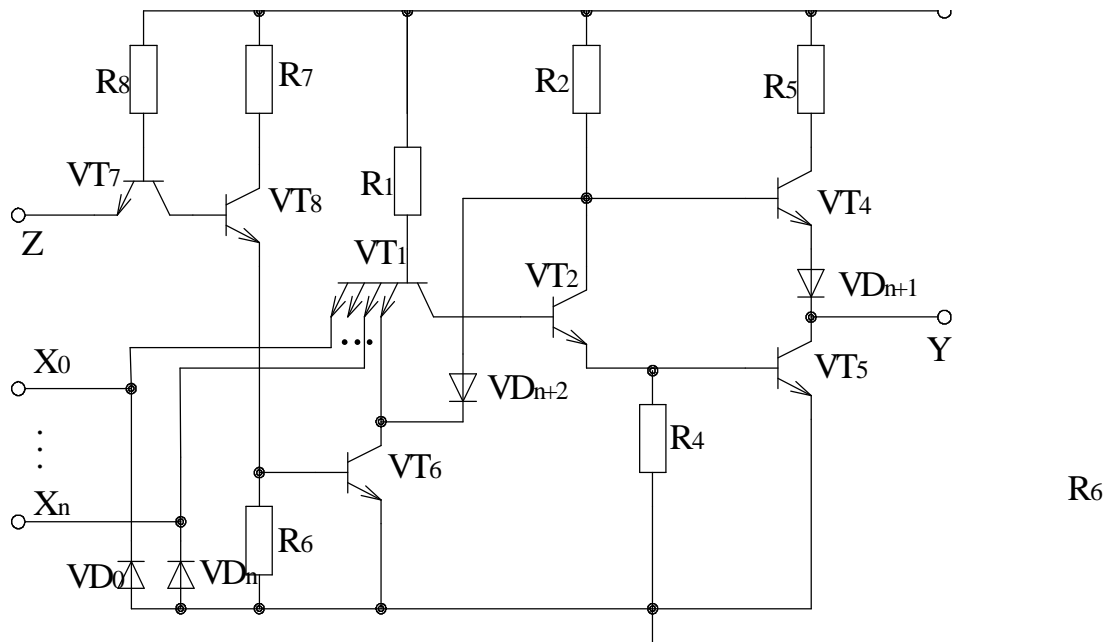 R8
R7
R2
R5
VT7
R1
VT8
VT4
Z
VT1
VT2
VDn+1
...
X0
Y
VT5
VDn+2
⋮
R4
VT6
Xn
R6
R6
VD0
VDn